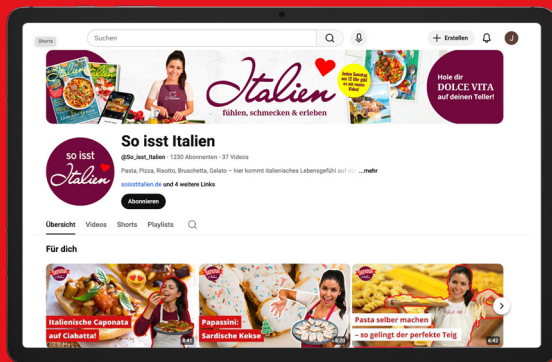 Shorts
Suchen
Erstellen
J
Italien
fühlen, schmecken & erleben
Jeden Sonntag
um 12 Uhr gibt
es ein neues
Video!
Hole dir
DOLCE VITA
auf deinen Teller!
so isst
Italien
So isst Italien
@So_isst_Italien · 1230 Abonnenten · 37 Videos
Pasta, Pizza, Risotto, Bruschetta, Gelato – hier kommt italienisches Lebensgefühl auf ...mehr
soisstitalien.de und 4 weitere Links
Abonnieren
Übersicht Videos Shorts Playlists
Für dich
Italienische Caponata
auf Ciabatta!
8:41
Papassini:
Sardische Kekse
8:20
Pasta selber machen
– so gelingt der perfekte Teig
6:42